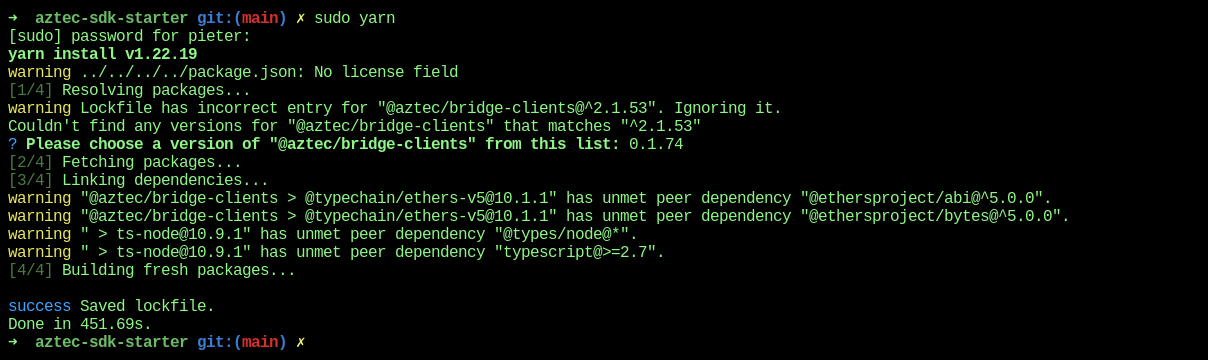 ➜  aztec-sdk-starter git:(main) ✗ sudo yarn
[sudo] password for pieter:
yarn install v1.22.19
warning ../../../../package.json: No license field
[1/4] Resolving packages...
warning Lockfile has incorrect entry for "@aztec/bridge-clients@^2.1.53". Ignoring it.
Couldn't find any versions for "@aztec/bridge-clients" that matches "^2.1.53"
? Please choose a version of "@aztec/bridge-clients" from this list: 0.1.74
[2/4] Fetching packages...
[3/4] Linking dependencies...
warning "@aztec/bridge-clients > @typechain/ethers-v5@10.1.1" has unmet peer dependency "@ethersproject/abi@^5.0.0".
warning "@aztec/bridge-clients > @typechain/ethers-v5@10.1.1" has unmet peer dependency "@ethersproject/bytes@^5.0.0".
warning " > ts-node@10.9.1" has unmet peer dependency "@types/node@*".
warning " > ts-node@10.9.1" has unmet peer dependency "typescript@>=2.7".
[4/4] Building fresh packages...
success Saved lockfile.
Done in 451.69s.
➜  aztec-sdk-starter git:(main) ✗